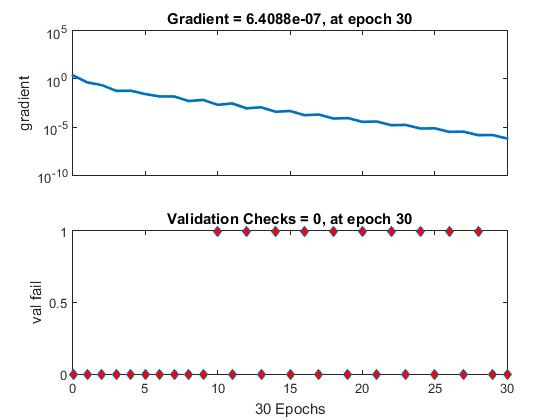 Gradient = 6.4088e-07, at epoch 30
10^5
10^0
10^-5
10^-10
gradient
Validation Checks = 0, at epoch 30
1
0.5
0
val fail
0 5 10 15 20 25 30
30 Epochs